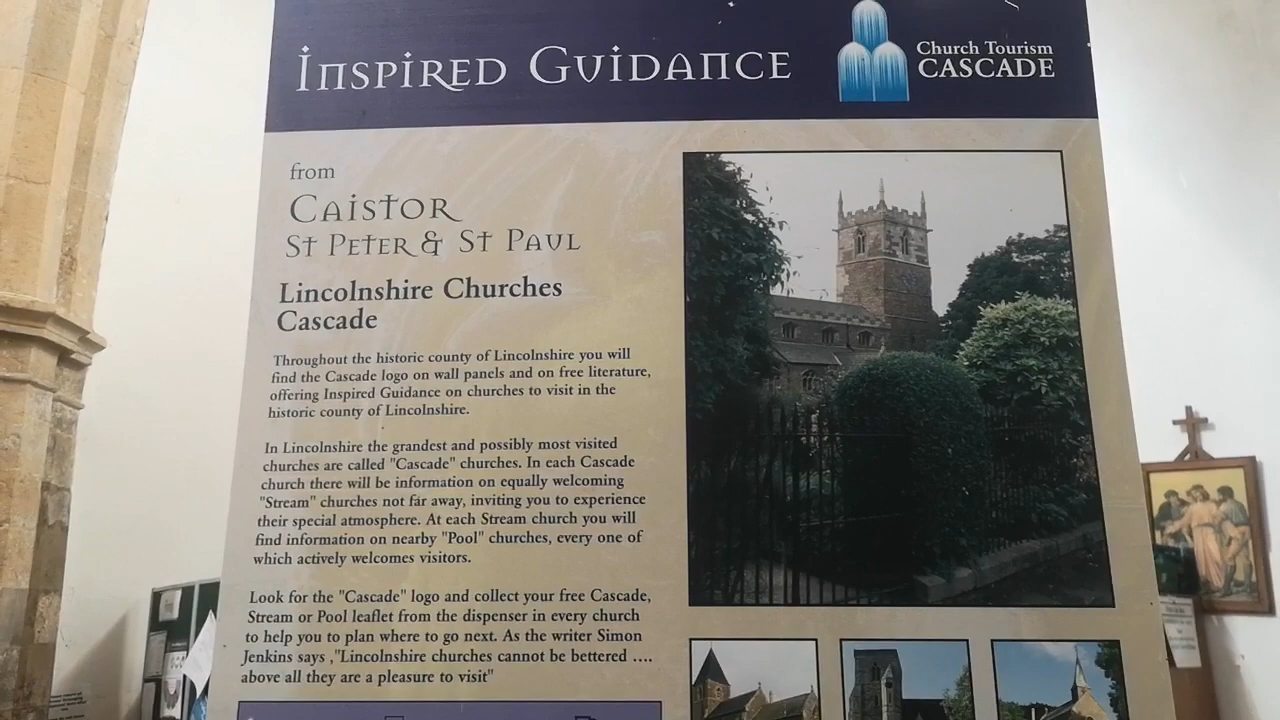 Inspired Guidance
Church Tourism
CASCADE
from
Caistor
St Peter & St Paul
Lincolnshire Churches
Cascade
Throughout the historic county of Lincolnshire you will
find the Cascade logo on wall panels and on free literature,
offering Inspired Guidance on churches to visit in the
historic county of Lincolnshire.
In Lincolnshire the grandest and possibly most visited
churches are called "Cascade" churches. In each Cascade
church there will be information on equally welcoming
"Stream" churches not far away, inviting you to experience
their special atmosphere. At each Stream church you will
find information on nearby "Pool" churches, every one of
which actively welcomes visitors.
Look for the "Cascade" logo and collect your free Cascade,
Stream or Pool leaflet from the dispenser in every church
to help you to plan where to go next. As the writer Simon
Jenkins says ,"Lincolnshire churches cannot be bettered ....
above all they are a pleasure to visit"